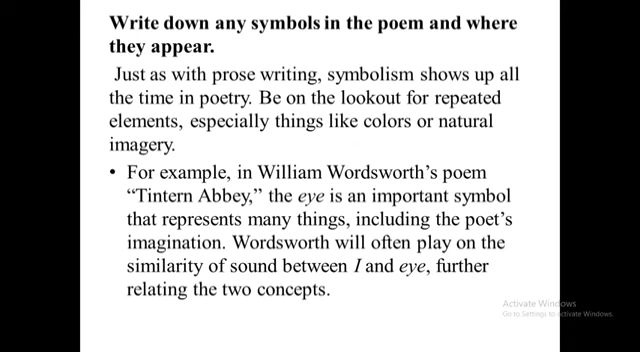 Write down any symbols in the poem and where
they appear.
Just as with prose writing, symbolism shows up all
the time in poetry. Be on the lookout for repeated
elements, especially things like colors or natural
imagery.
• For example, in William Wordsworth’s poem
“Tintern Abbey,” the eye is an important symbol
that represents many things, including the poet’s
imagination. Wordsworth will often play on the
similarity of sound between I and eye, further
relating the two concepts.
Activate Windows
Go to Settings to activate Windows.